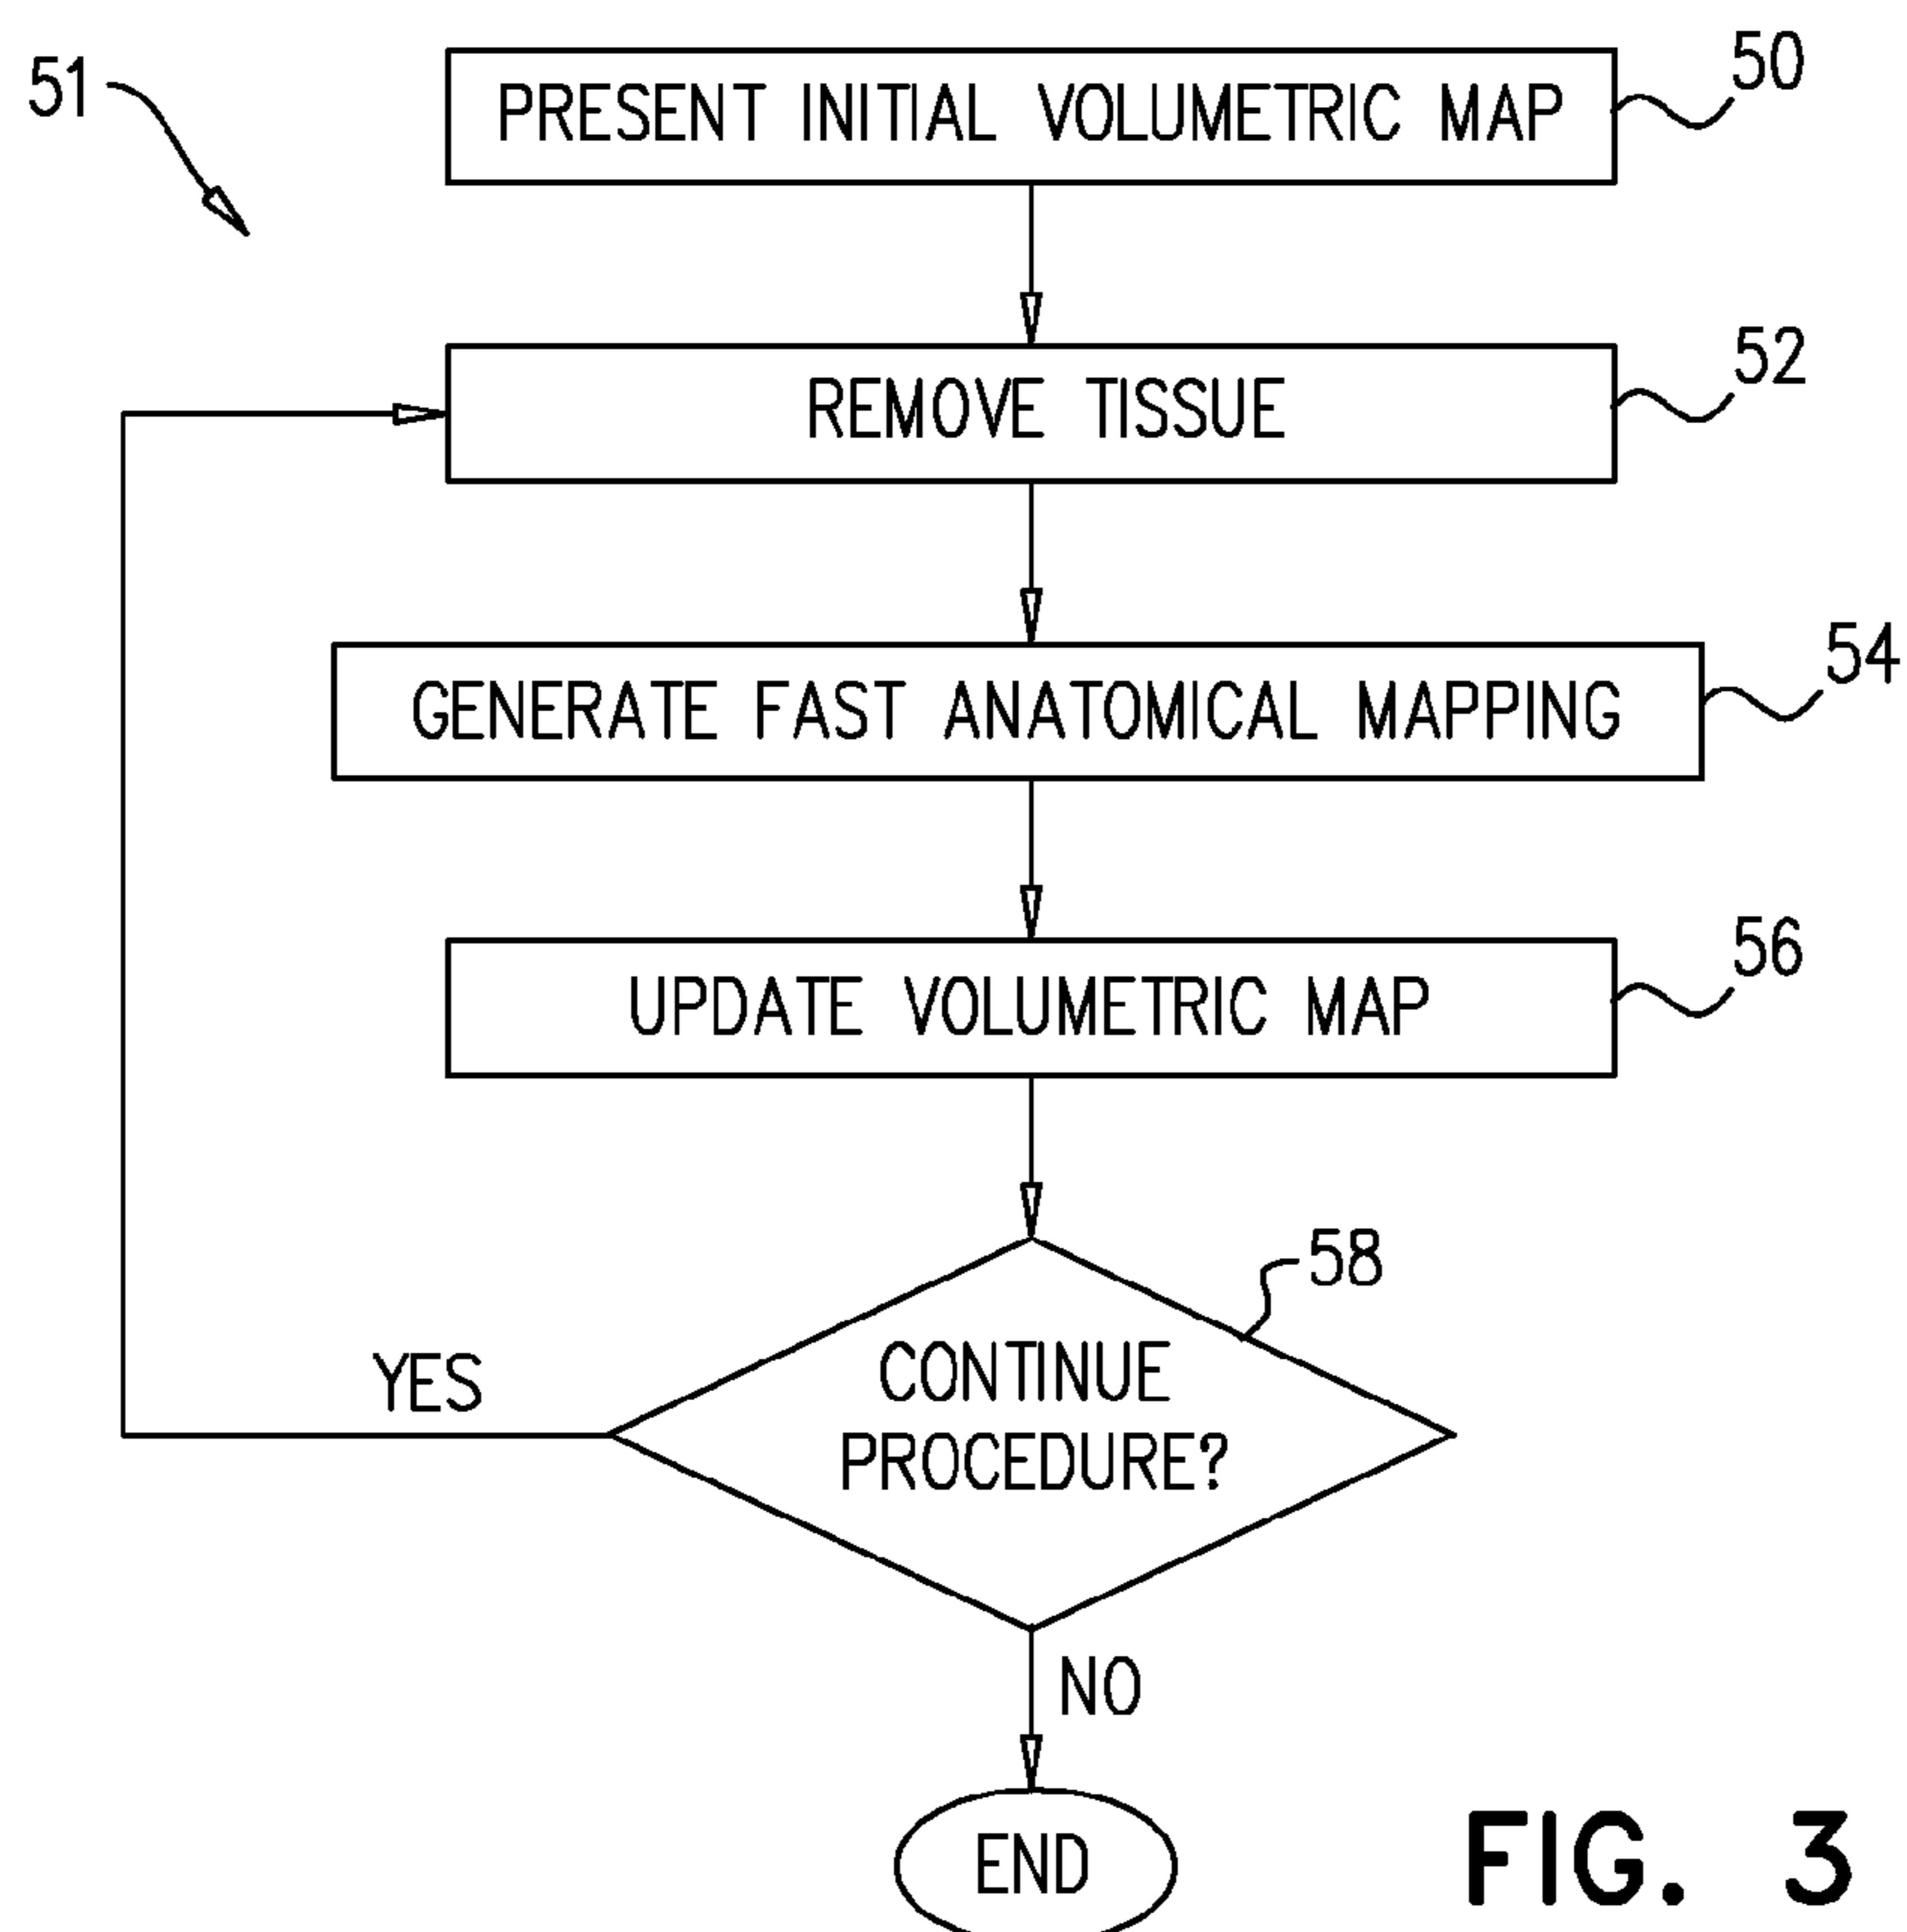 51
50
PRESENT INITIAL VOLUMETRIC MAP
52
REMOVE TISSUE
54
GENERATE FAST ANATOMICAL MAPPING
56
UPDATE VOLUMETRIC MAP
58
CONTINUE
PROCEDURE?
YES
NO
END
FIG. 3